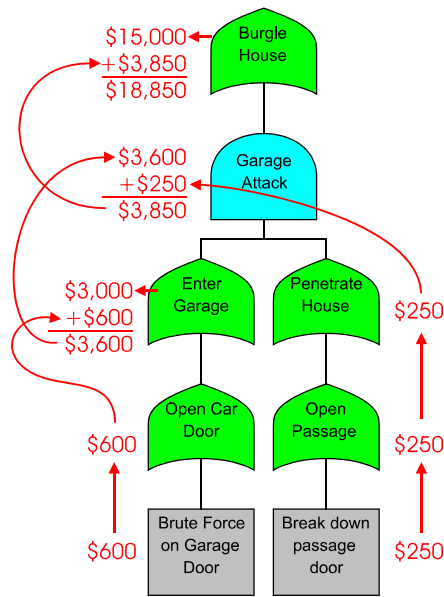 Burgle
House
$15,000
+$3,850
$18,850
Garage
Attack
$3,600
+$250
$3,850
Enter
Garage
Penetrate
House
$3,000
+$600
$3,600
$250
Open Car
Door
Open
Passage
$600
$250
Brute Force
on Garage
Door
Break down
passage
door
$600
$250